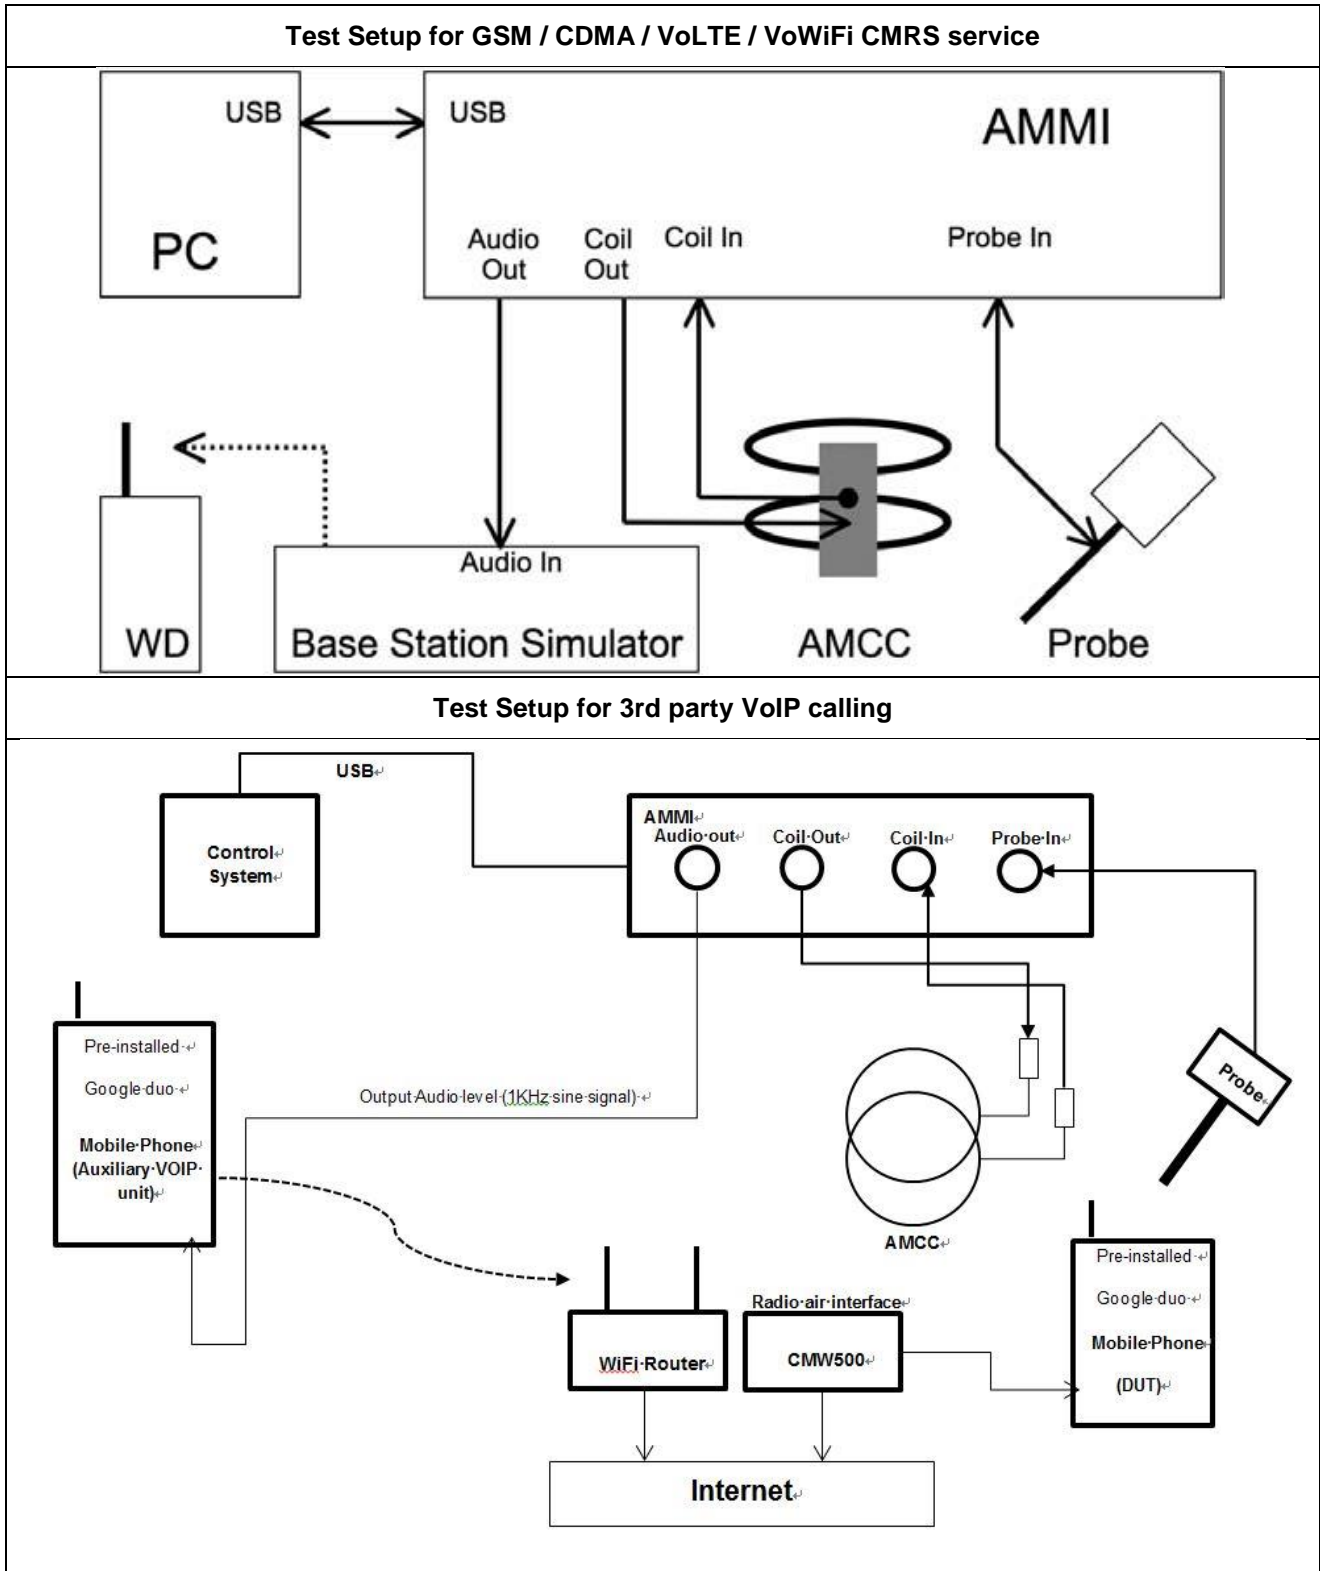 Test Setup for GSM / CDMA / VoLTE / VoWiFi CMRS service
USB
USB
AMMI
PC
Audio
Out
Coil
Out
Coil In
Probe In
Audio In
WD
Base Station Simulator
AMCC
Probe
Test Setup for 3rd party VoIP calling
USB↵
Control↵
System↵
AMMI↵
Audio·out↵
Coil·Out↵
Coil·In↵
Probe·In↵
Pre-installed·↵
Google·duo·↵
Mobile·Phone↵
(Auxiliary·VOIP·
unit)↵
Output·Audio·level·(1KHz·sine·signal)·↵
Probe↵
AMCC↵
Radio·air·interface↵
WiFi·Router↵
CMW500↵
Pre-installed·↵
Google·duo·↵
Mobile·Phone↵
(DUT)↵
Internet↵